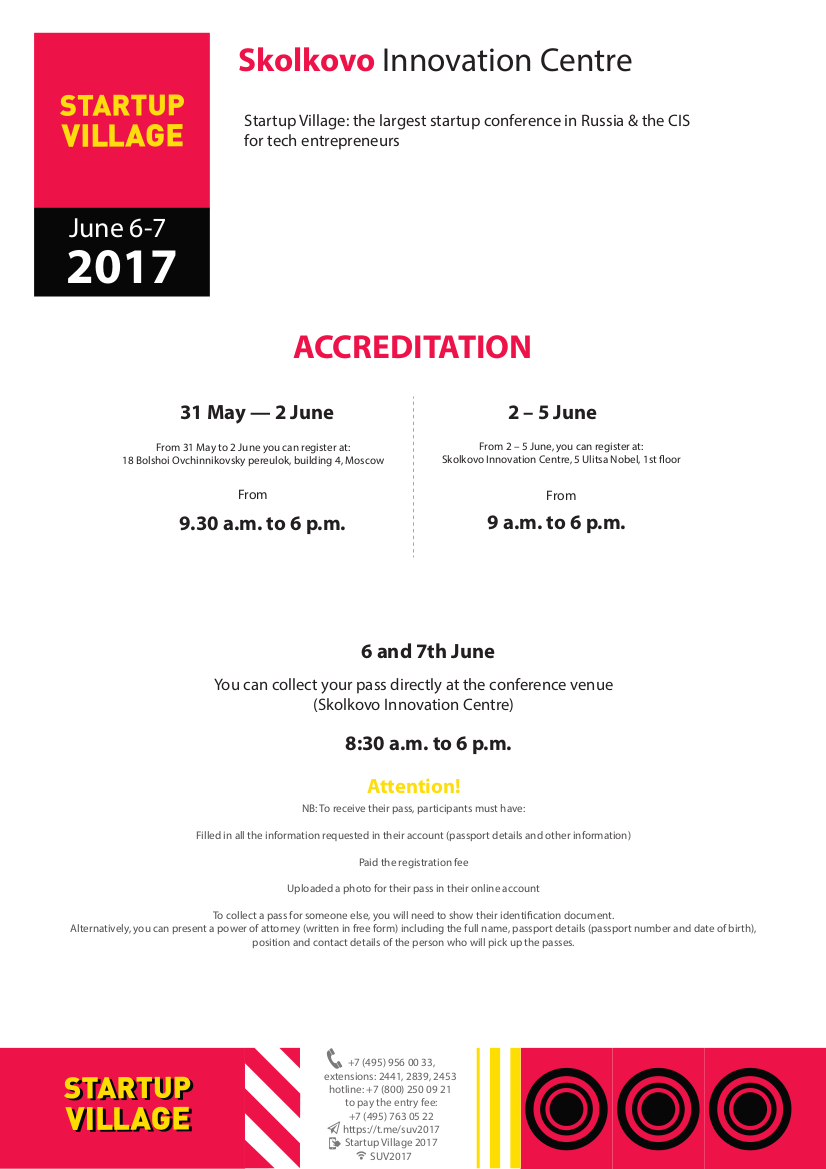 STARTUP
VILLAGE
June 6-7
2017
Skolkovo Innovation Centre
Startup Village: the largest startup conference in Russia & the CIS
for tech entrepreneurs
ACCREDITATION
31 May — 2 June
From 31 May to 2 June you can register at:
18 Bolshoi Ovchinnikovsky pereulok, building 4, Moscow
From
9.30 a.m. to 6 p.m.
2 – 5 June
From 2 – 5 June, you can register at:
Skolkovo Innovation Centre, 5 Ulitsa Nobel, 1st floor
From
9 a.m. to 6 p.m.
6 and 7th June
You can collect your pass directly at the conference venue
(Skolkovo Innovation Centre)
8:30 a.m. to 6 p.m.
Attention!
NB: To receive their pass, participants must have:
Filled in all the information requested in their account (passport details and other information)
Paid the registration fee
Uploaded a photo for their pass in their online account
To collect a pass for someone else, you will need to show their identification document.
Alternatively, you can present a power of attorney (written in free form) including the full name, passport details (passport number and date of birth),
position and contact details of the person who will pick up the passes.
STARTUP
VILLAGE
+7 (495) 956 00 33,
extensions: 2441, 2839, 2453
hotline: +7 (800) 250 09 21
to pay the entry fee:
+7 (495) 763 05 22
https://t.me/suv2017
Startup Village 2017
SUV2017